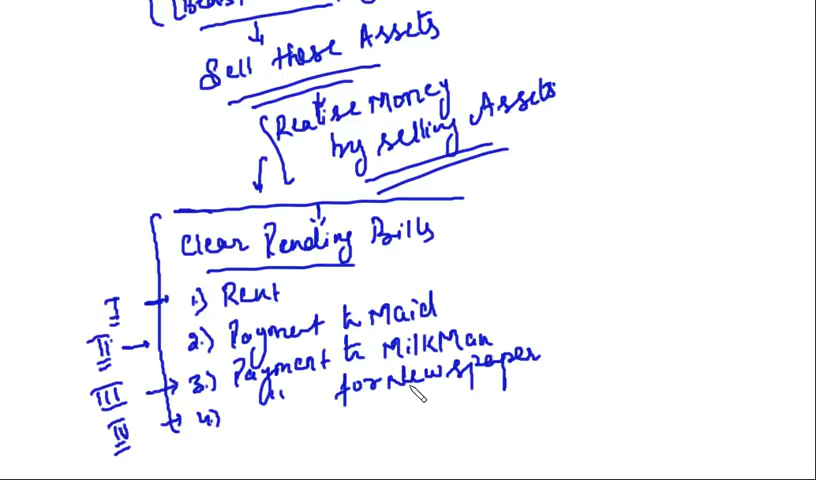 Sell those Assets
Realise Money
by selling Assets
Clear Pending Bills
I 1.) Rent
II 2.) Payment to Maid
III 3.) Payment to MilkMan
IV 4.) for Newspaper